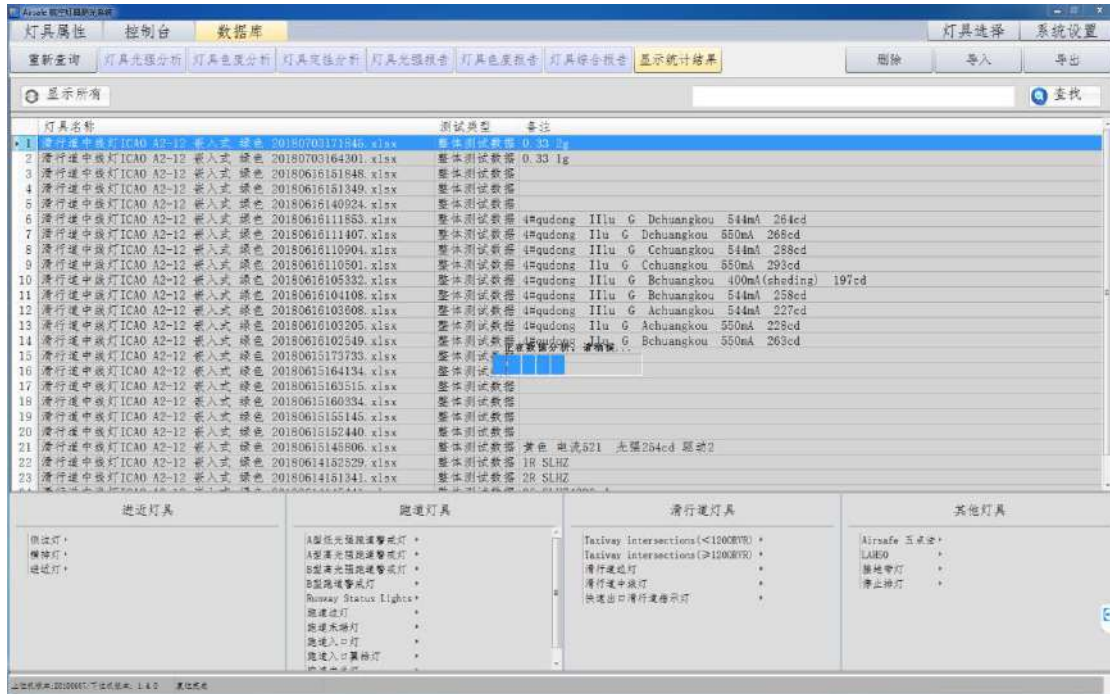 Airsafe 航空灯具测光系统
灯具属性 控制台 数据库 灯具选择 系统设置
重新查询 灯具光强分析 灯具色度分析 灯具定性分析 灯具光强报告 灯具色度报告 灯具综合报告 显示统计结果 删除 导入 导出
显示所有 查找
灯具名称 测试类型 备注
1 滑行道中线灯ICAO A2-12 嵌入式 绿色 20180703171845.xlsx 整体测试数据 0.33 2g
2 滑行道中线灯ICAO A2-12 嵌入式 绿色 20180703164301.xlsx 整体测试数据 0.33 1g
3 滑行道中线灯ICAO A2-12 嵌入式 绿色 20180616151848.xlsx 整体测试数据
4 滑行道中线灯ICAO A2-12 嵌入式 绿色 20180616151349.xlsx 整体测试数据
5 滑行道中线灯ICAO A2-12 嵌入式 绿色 20180616140924.xlsx 整体测试数据
6 滑行道中线灯ICAO A2-12 嵌入式 绿色 20180616111853.xlsx 整体测试数据 4#qudong IIlu G Dchuangkou 544mA 264cd
7 滑行道中线灯ICAO A2-12 嵌入式 绿色 20180616111407.xlsx 整体测试数据 4#qudong Ilu G Dchuangkou 550mA 268cd
8 滑行道中线灯ICAO A2-12 嵌入式 绿色 20180616110904.xlsx 整体测试数据 4#qudong IIlu G Cchuangkou 544mA 288cd
9 滑行道中线灯ICAO A2-12 嵌入式 绿色 20180616110501.xlsx 整体测试数据 4#qudong Ilu G Cchuangkou 550mA 293cd
10 滑行道中线灯ICAO A2-12 嵌入式 绿色 20180616105332.xlsx 整体测试数据 4#qudong IIlu G Bchuangkou 400mA(sheding) 197cd
11 滑行道中线灯ICAO A2-12 嵌入式 绿色 20180616104108.xlsx 整体测试数据 4#qudong IIlu G Bchuangkou 544mA 258cd
12 滑行道中线灯ICAO A2-12 嵌入式 绿色 20180616103608.xlsx 整体测试数据 4#qudong IIlu G Achuangkou 544mA 227cd
13 滑行道中线灯ICAO A2-12 嵌入式 绿色 20180616103205.xlsx 整体测试数据 4#qudong Ilu G Achuangkou 550mA 228cd
14 滑行道中线灯ICAO A2-12 嵌入式 绿色 20180616102549.xlsx 整体测试数据 4#qudong Ilu G Bchuangkou 550mA 263cd
正在数据分析，请稍候...
15 滑行道中线灯ICAO A2-12 嵌入式 绿色 20180615173733.xlsx 整体测试
16 滑行道中线灯ICAO A2-12 嵌入式 绿色 20180615164134.xlsx 整体测试
17 滑行道中线灯ICAO A2-12 嵌入式 绿色 20180615163515.xlsx 整体测试数据
18 滑行道中线灯ICAO A2-12 嵌入式 绿色 20180615160334.xlsx 整体测试数据
19 滑行道中线灯ICAO A2-12 嵌入式 绿色 20180615155145.xlsx 整体测试数据
20 滑行道中线灯ICAO A2-12 嵌入式 绿色 20180615152440.xlsx 整体测试数据
21 滑行道中线灯ICAO A2-12 嵌入式 绿色 20180615145806.xlsx 整体测试数据 黄色 电流521 光强254cd 驱动2
22 滑行道中线灯ICAO A2-12 嵌入式 绿色 20180614152529.xlsx 整体测试数据 1R SLHZ
23 滑行道中线灯ICAO A2-12 嵌入式 绿色 20180614151341.xlsx 整体测试数据 2R SLHZ
进近灯具 跑道灯具 滑行道灯具 其他灯具
侧边灯
横排灯
进近灯
A型低光强跑道警戒灯
A型高光强跑道警戒灯
B型高光强跑道警戒灯
B型跑道警戒灯
Runway Status Lights
跑道边灯
跑道末端灯
跑道入口灯
跑道入口翼排灯
Taxiway intersections(<1200RVR)
Taxiway intersections(≥1200RVR)
滑行道边灯
滑行道中线灯
快速出口滑行道指示灯
Airsafe 五点法
LAHSO
接地带灯
停止排灯
复位完成